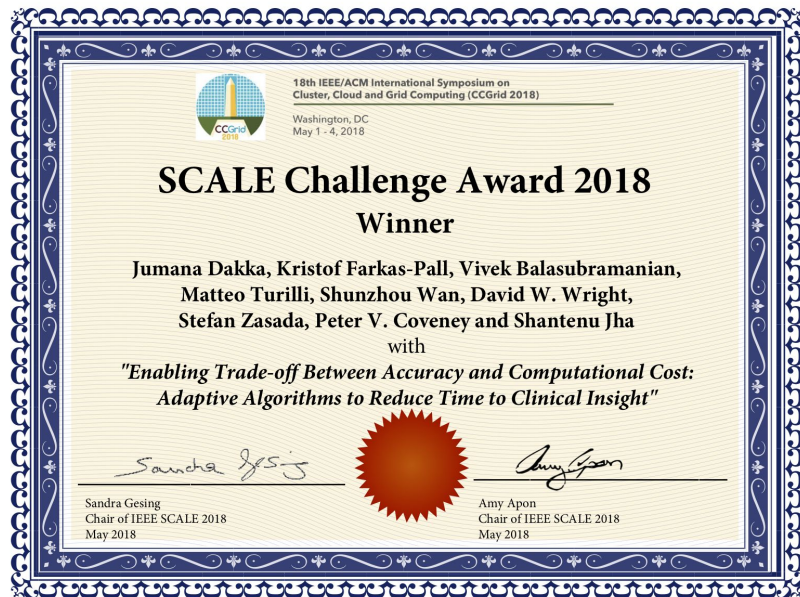 CCGrid
2018
18th IEEE/ACM International Symposium on
Cluster, Cloud and Grid Computing (CCGrid 2018)
Washington, DC
May 1 - 4, 2018
SCALE Challenge Award 2018
Winner
Jumana Dakka, Kristof Farkas-Pall, Vivek Balasubramanian,
Matteo Turilli, Shunzhou Wan, David W. Wright,
Stefan Zasada, Peter V. Coveney and Shantenu Jha
with
"Enabling Trade-off Between Accuracy and Computational Cost:
Adaptive Algorithms to Reduce Time to Clinical Insight"
Sandra Gesing
Amy Apon
Sandra Gesing
Chair of IEEE SCALE 2018
May 2018
Amy Apon
Chair of IEEE SCALE 2018
May 2018